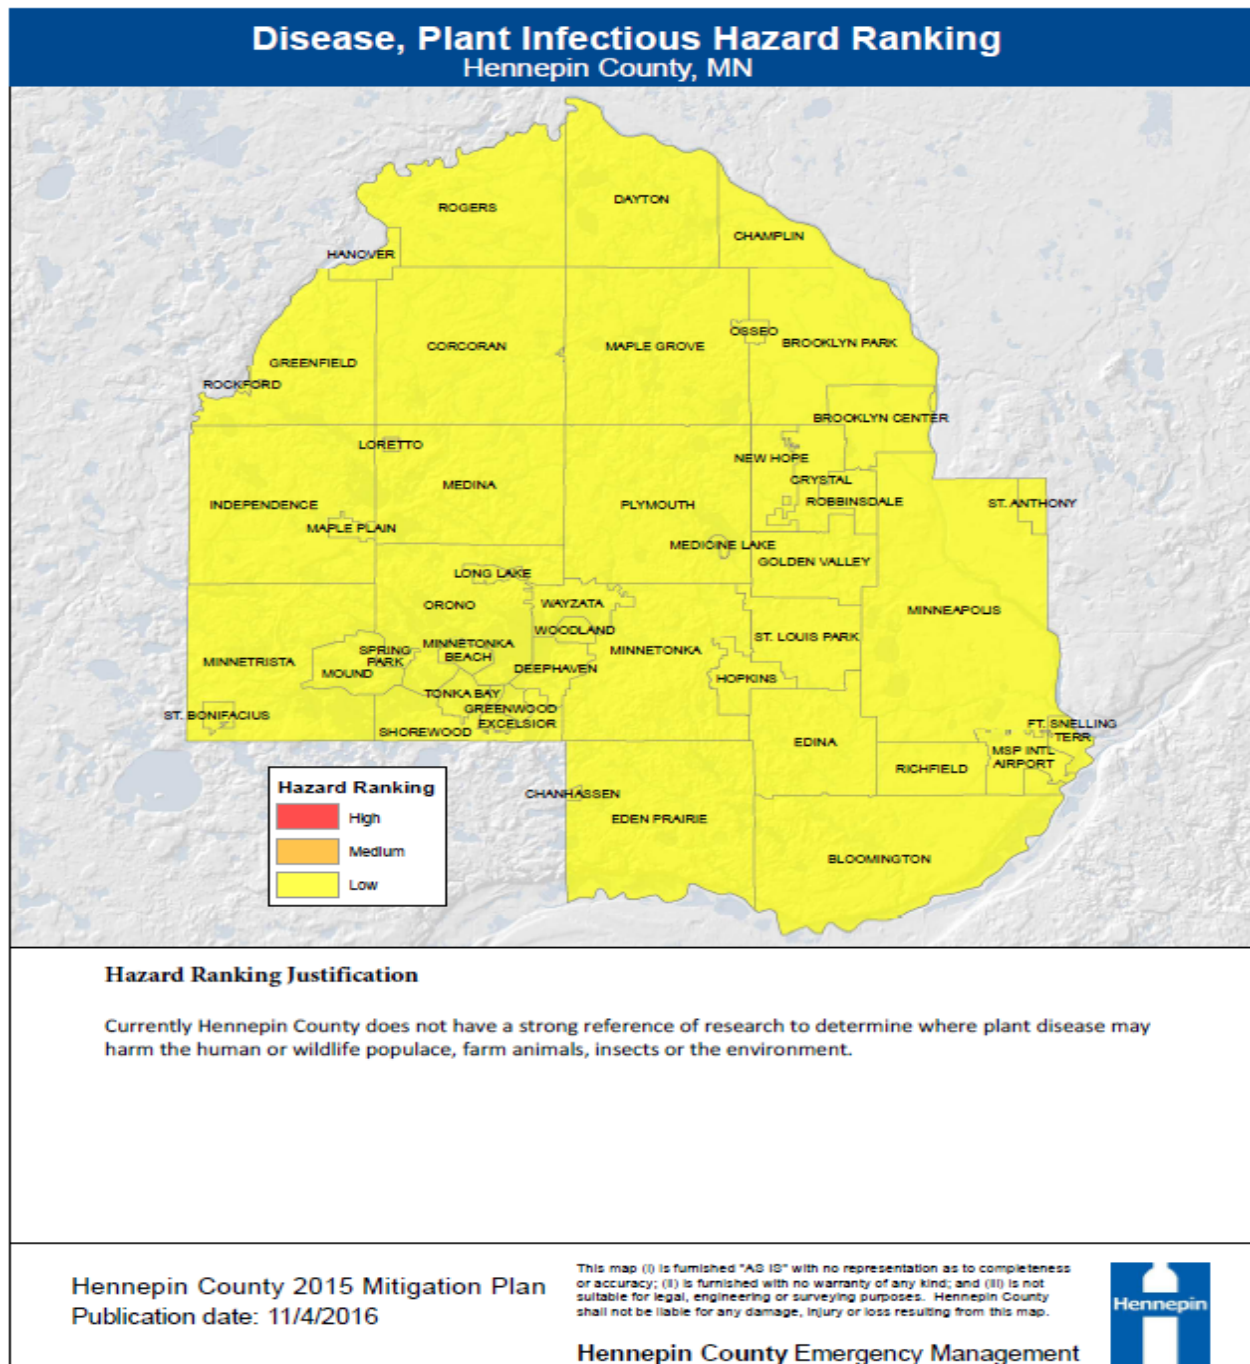 Disease, Plant Infectious Hazard Ranking
Hennepin County, MN
ROGERS
DAYTON
CHAMPLIN
HANOVER
CORCORAN
MAPLE GROVE
OSSEO
BROOKLYN PARK
GREENFIELD
ROCKFORD
BROOKLYN CENTER
LORETTO
NEW HOPE
CRYSTAL
ROBBINSDALE
MEDINA
INDEPENDENCE
PLYMOUTH
ST. ANTHONY
MAPLE PLAIN
MEDICINE LAKE
GOLDEN VALLEY
LONG LAKE
ORONO
WAYZATA
MINNEAPOLIS
WOODLAND
ST. LOUIS PARK
MINNETONKA
BEACH
SPRING
PARK
MINNETONKA
MINNETRISTA
MOUND
DEEPHAVEN
HOPKINS
TONKA BAY
GREENWOOD
EXCELSIOR
ST. BONIFACIUS
SHOREWOOD
FT. SNELLING
TERR.
EDINA
MSP INTL
AIRPORT
RICHFIELD
CHANHASSEN
EDEN PRAIRIE
BLOOMINGTON
Hazard Ranking
High
Medium
Low
Hazard Ranking Justification
Currently Hennepin County does not have a strong reference of research to determine where plant disease may
harm the human or wildlife populace, farm animals, insects or the environment.
Hennepin County 2015 Mitigation Plan
Publication date: 11/4/2016
This map (i) is furnished "AS IS" with no representation as to completeness
or accuracy; (ii) is furnished with no warranty of any kind; and (iii) is not
suitable for legal, engineering or surveying purposes. Hennepin County
shall not be liable for any damage, injury or loss resulting from this map.
Hennepin County Emergency Management
Hennepin